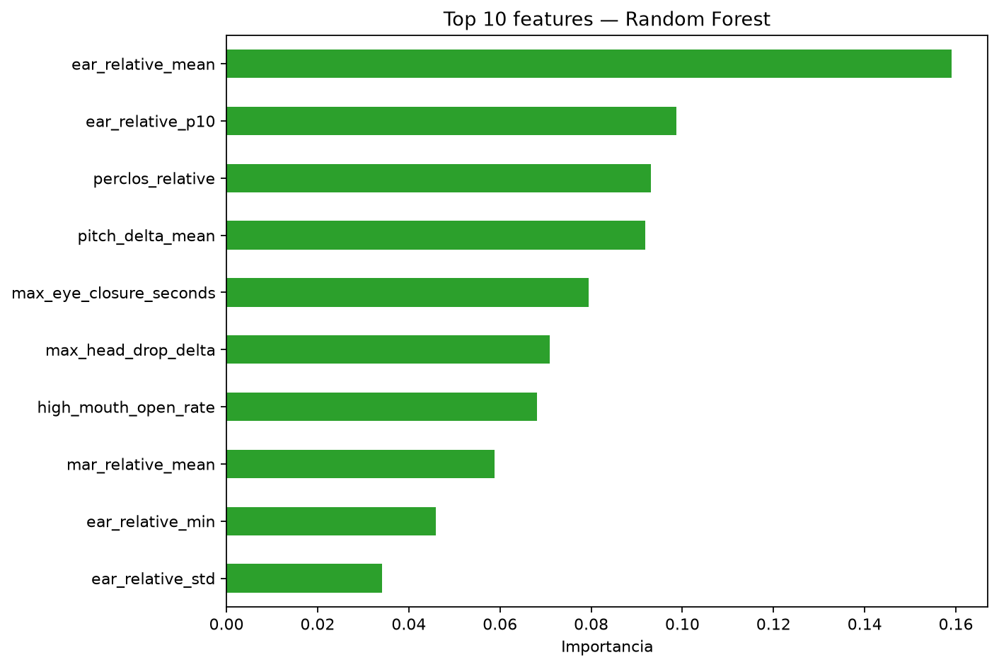 Top 10 features — Random Forest
ear_relative_mean
ear_relative_p10
perclos_relative
pitch_delta_mean
max_eye_closure_seconds
max_head_drop_delta
high_mouth_open_rate
mar_relative_mean
ear_relative_min
ear_relative_std
0.00 0.02 0.04 0.06 0.08 0.10 0.12 0.14 0.16
Importancia